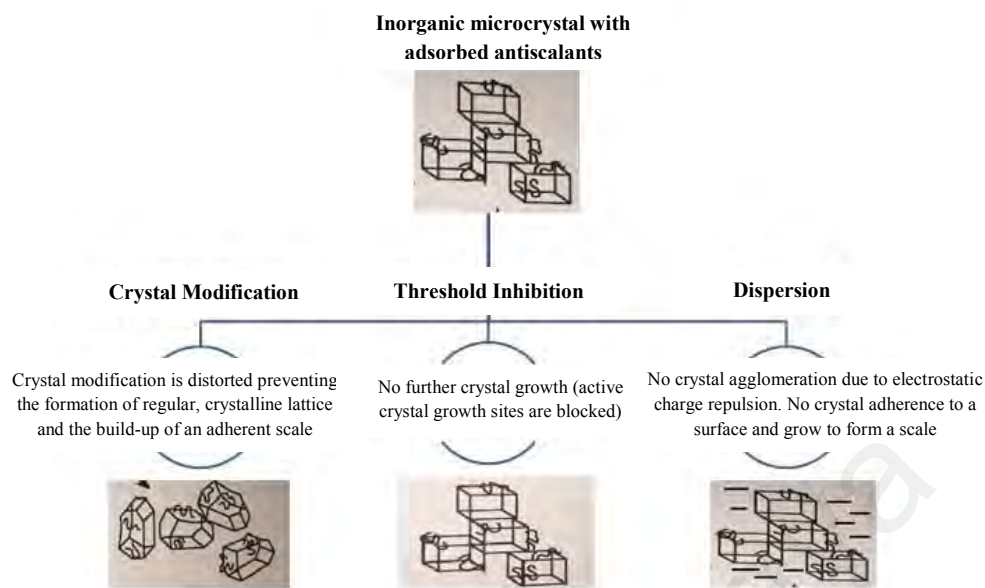 Inorganic microcrystal with
adsorbed antiscalants
Crystal Modification
Threshold Inhibition
Dispersion
Crystal modification is distorted preventing
the formation of regular, crystalline lattice
and the build-up of an adherent scale
No further crystal growth (active
crystal growth sites are blocked)
No crystal agglomeration due to electrostatic
charge repulsion. No crystal adherence to a
surface and grow to form a scale
a